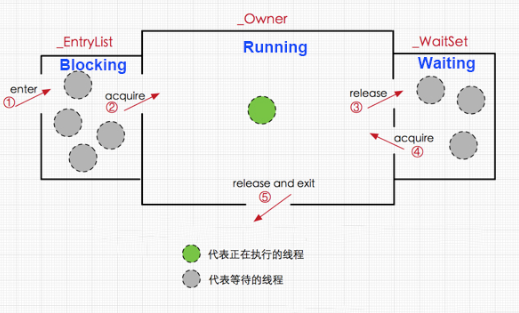 _Owner
_EntryList
Running
_WaitSet
Blocking
Waiting
enter
①
acquire
②
release
③
acquire
④
release and exit
⑤
代表正在执行的线程
代表等待的线程